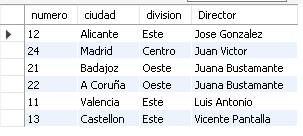 numero ciudad division Director
12 Alicante Este Jose Gonzalez
24 Madrid Centro Juan Victor
21 Badajoz Oeste Juana Bustamante
22 A Coruña Oeste Juana Bustamante
11 Valencia Este Luis Antonio
13 Castellon Este Vicente Pantalla